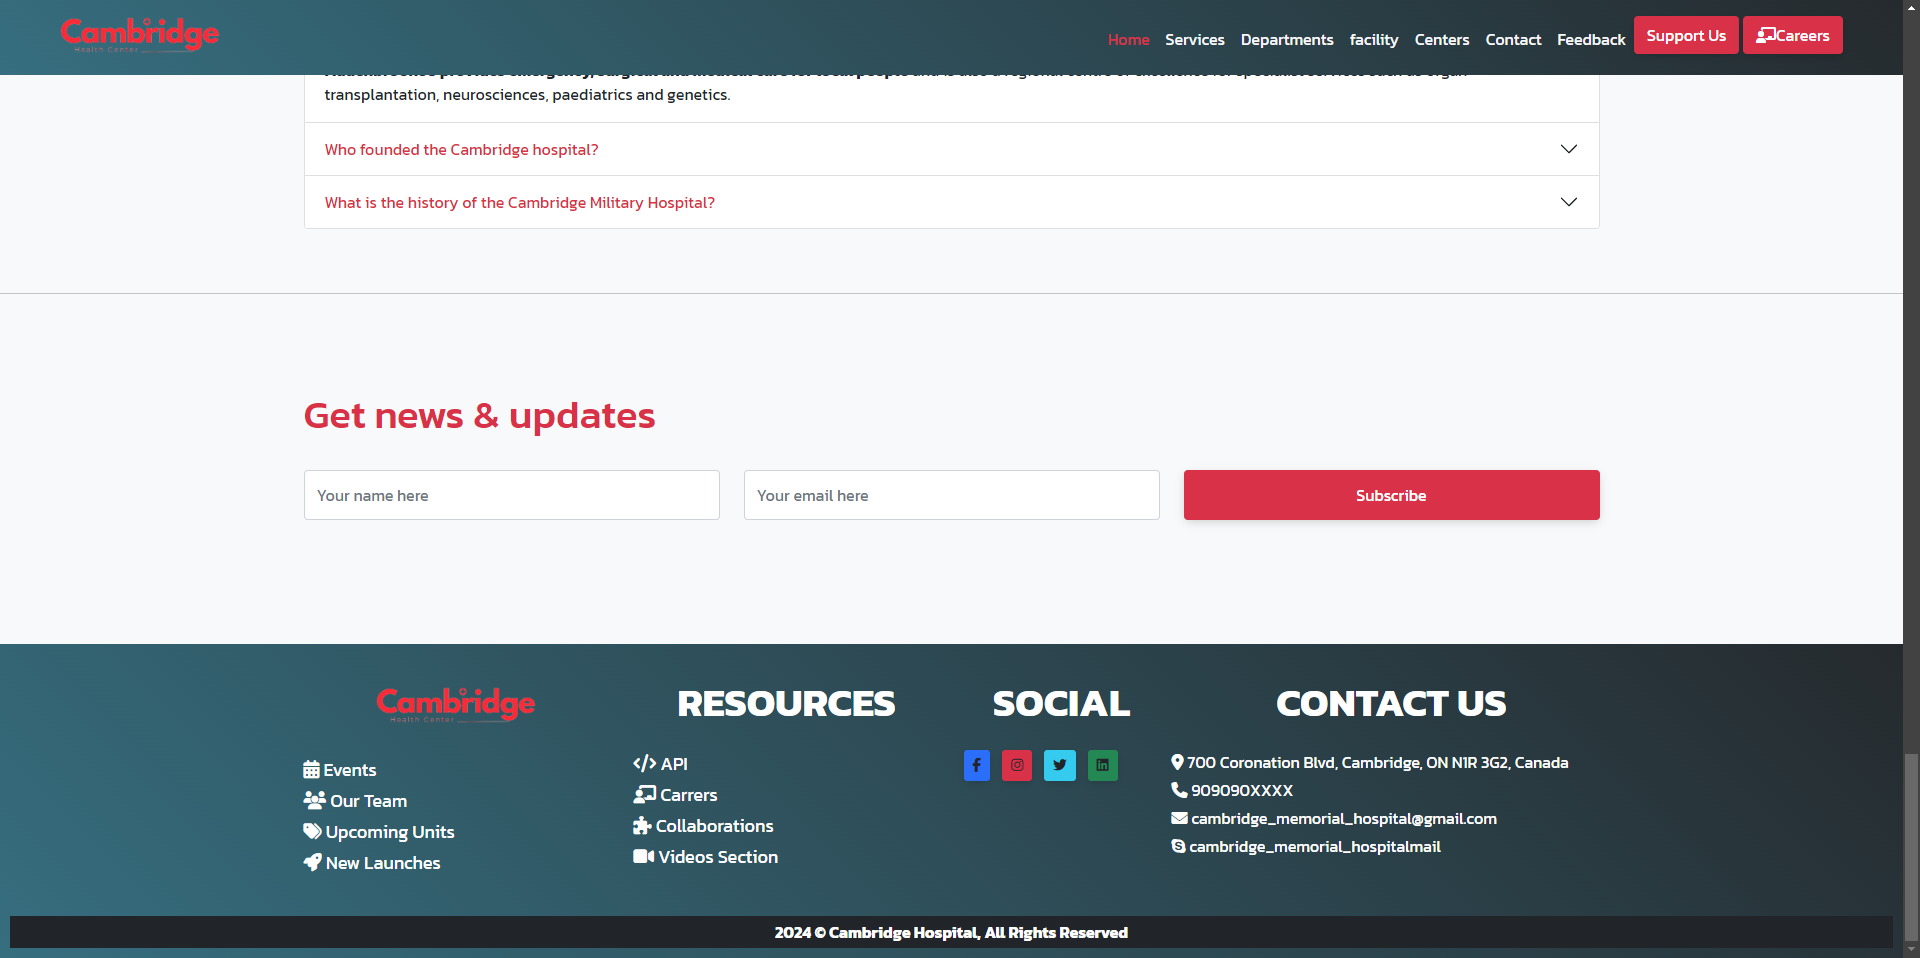 Cambridge
Health Center
Home Services Departments facility Centers Contact Feedback Support Us Careers
transplantation, neurosciences, paediatrics and genetics.
Who founded the Cambridge hospital?
What is the history of the Cambridge Military Hospital?
Get news & updates
Your name here Your email here Subscribe
Cambridge
Health Center
Events
Our Team
Upcoming Units
New Launches
RESOURCES
API
Carrers
Collaborations
Videos Section
SOCIAL
CONTACT US
700 Coronation Blvd, Cambridge, ON N1R 3G2, Canada
909090XXXX
cambridge_memorial_hospital@gmail.com
cambridge_memorial_hospitalmail
2024 © Cambridge Hospital, All Rights Reserved